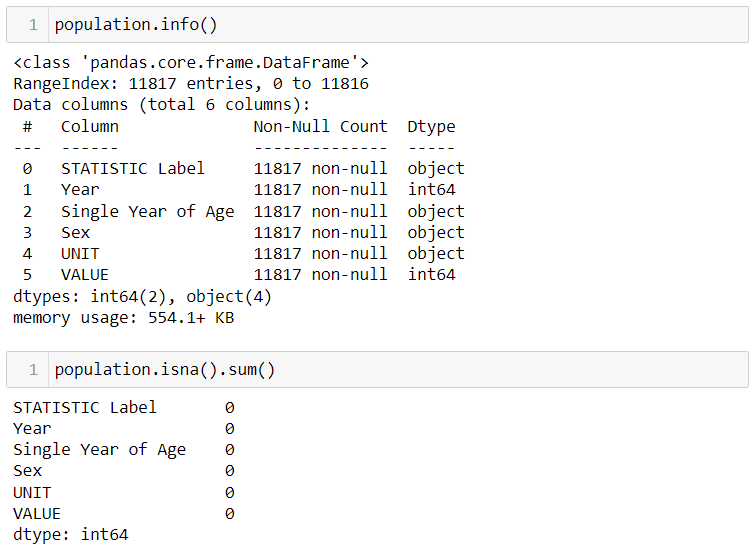 1 population.info()
<class 'pandas.core.frame.DataFrame'>
RangeIndex: 11817 entries, 0 to 11816
Data columns (total 6 columns):
 #   Column              Non-Null Count  Dtype
---  ------              --------------  -----
 0   STATISTIC Label     11817 non-null  object
 1   Year                11817 non-null  int64
 2   Single Year of Age  11817 non-null  object
 3   Sex                 11817 non-null  object
 4   UNIT                11817 non-null  object
 5   VALUE               11817 non-null  int64
dtypes: int64(2), object(4)
memory usage: 554.1+ KB
1 population.isna().sum()
STATISTIC Label       0
Year                  0
Single Year of Age    0
Sex                   0
UNIT                  0
VALUE                 0
dtype: int64